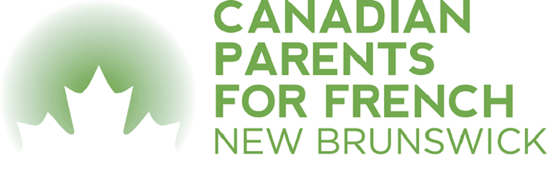 CANADIAN
PARENTS
FOR FRENCH
NEW BRUNSWICK